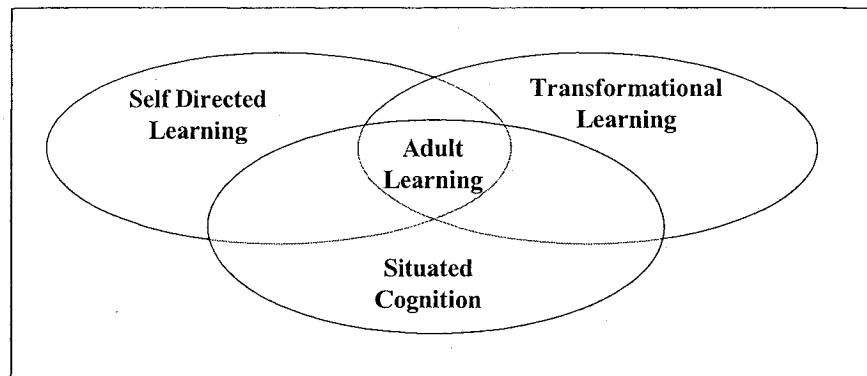 Self Directed
Learning
Transformational
Learning
Adult
Learning
Situated
Cognition